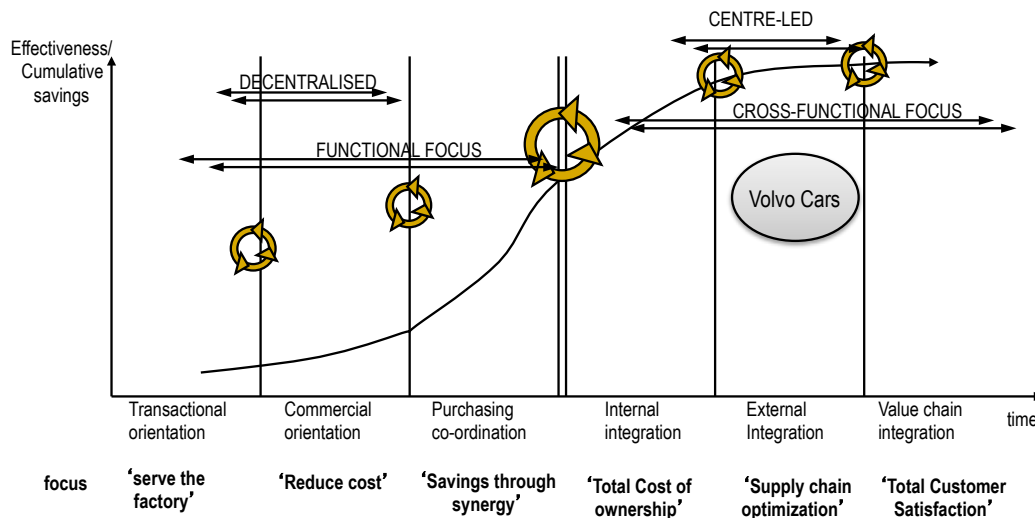 CENTRE-LED
Effectiveness/
Cumulative
savings
DECENTRALISED
CROSS-FUNCTIONAL FOCUS
FUNCTIONAL FOCUS
Volvo Cars
Transactional
orientation
Commercial
orientation
Purchasing
co-ordination
Internal
integration
External
Integration
Value chain
integration
time
focus
‘serve the
factory’
‘Reduce cost’
‘Savings through
synergy’
‘Total Cost of
ownership’
‘Supply chain
optimization’
‘Total Customer
Satisfaction’